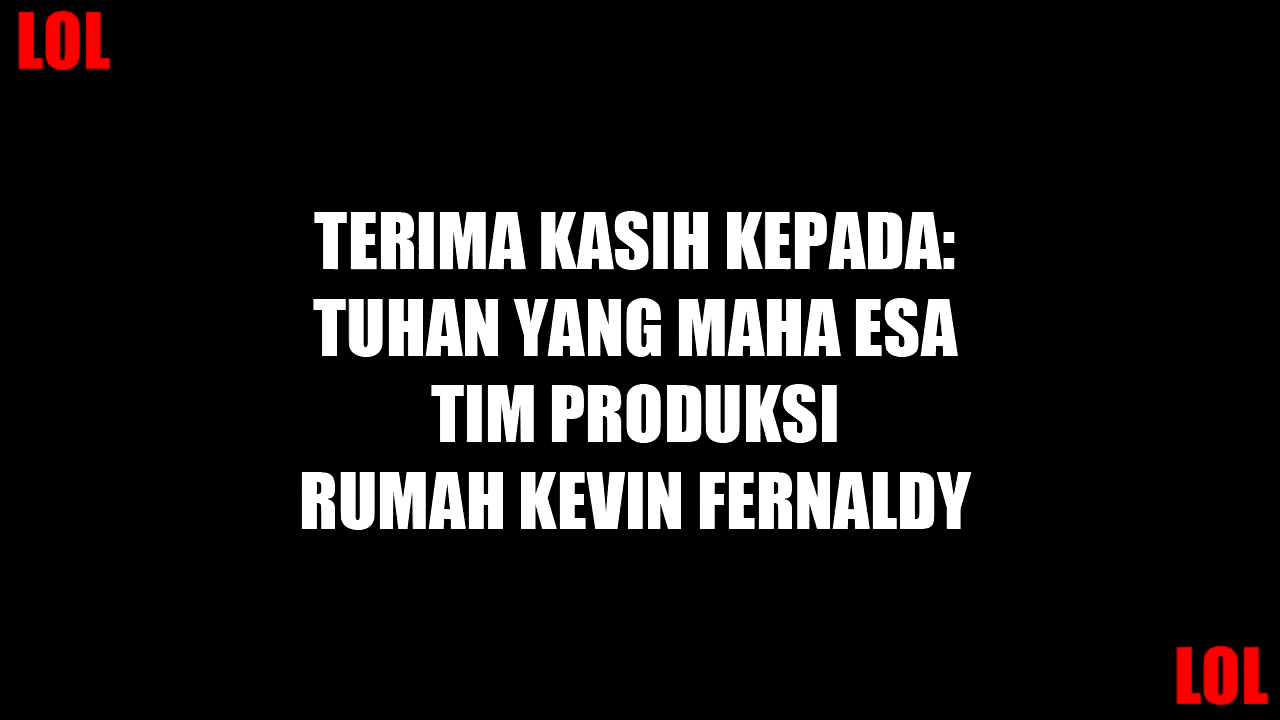 LOL
TERIMA KASIH KEPADA:
TUHAN YANG MAHA ESA
TIM PRODUKSI
RUMAH KEVIN FERNALDY
LOL